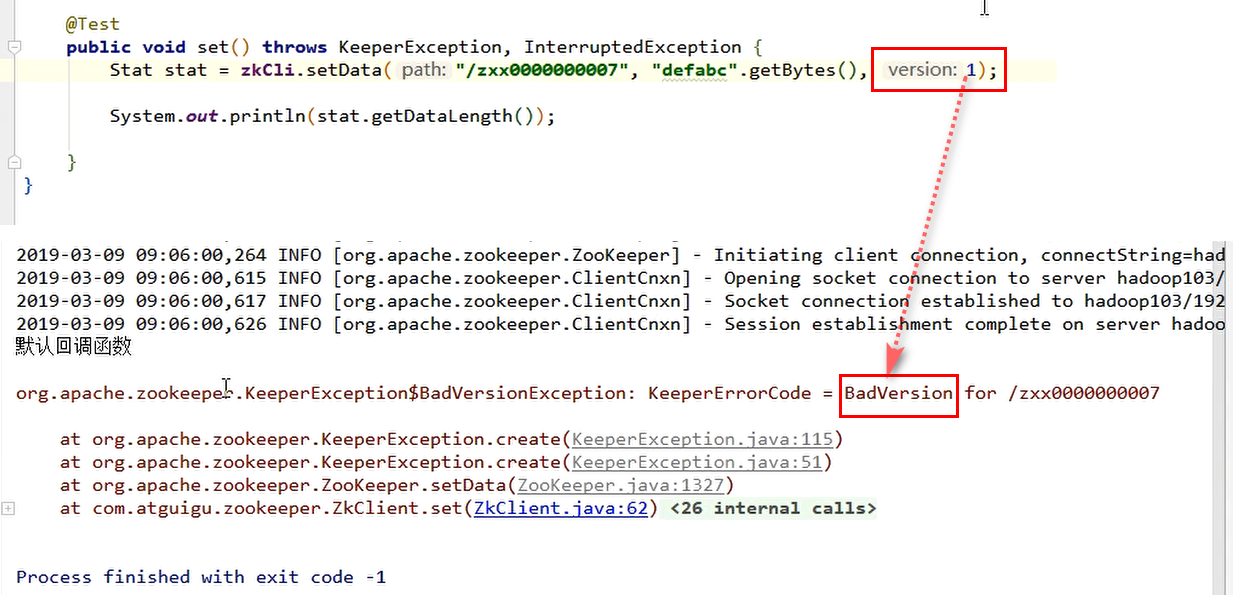 @Test
public void set() throws KeeperException, InterruptedException {
Stat stat = zkCli.setData( path: "/zxx0000000007", "defabc".getBytes(), version: 1);
System.out.println(stat.getDataLength());
}
}
2019-03-09 09:06:00,264 INFO [org.apache.zookeeper.ZooKeeper] - Initiating client connection, connectString=had
2019-03-09 09:06:00,615 INFO [org.apache.zookeeper.ClientCnxn] - Opening socket connection to server hadoop103/
2019-03-09 09:06:00,617 INFO [org.apache.zookeeper.ClientCnxn] - Socket connection established to hadoop103/192
2019-03-09 09:06:00,626 INFO [org.apache.zookeeper.ClientCnxn] - Session establishment complete on server hadoo
默认回调函数
org.apache.zookeeper.KeeperException$BadVersionException: KeeperErrorCode = BadVersion for /zxx0000000007
at org.apache.zookeeper.KeeperException.create(KeeperException.java:115)
at org.apache.zookeeper.KeeperException.create(KeeperException.java:51)
at org.apache.zookeeper.ZooKeeper.setData(ZooKeeper.java:1327)
at com.atguigu.zookeeper.ZkClient.set(ZkClient.java:62) <26 internal calls>
Process finished with exit code -1